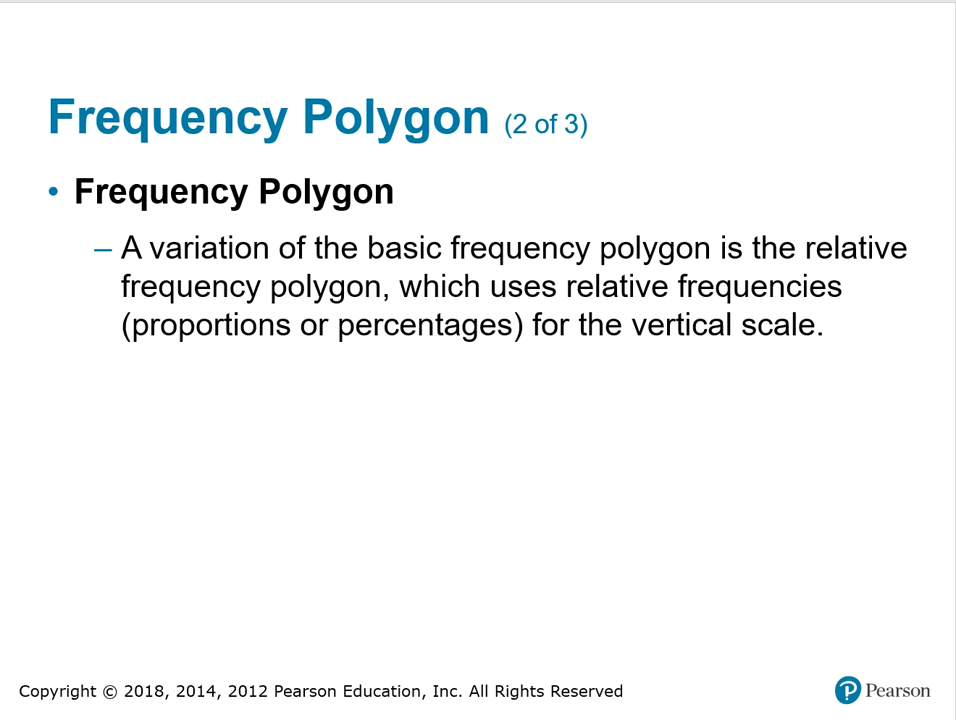 Frequency Polygon (2 of 3)
• Frequency Polygon
– A variation of the basic frequency polygon is the relative
frequency polygon, which uses relative frequencies
(proportions or percentages) for the vertical scale.
Copyright © 2018, 2014, 2012 Pearson Education, Inc. All Rights Reserved
P Pearson